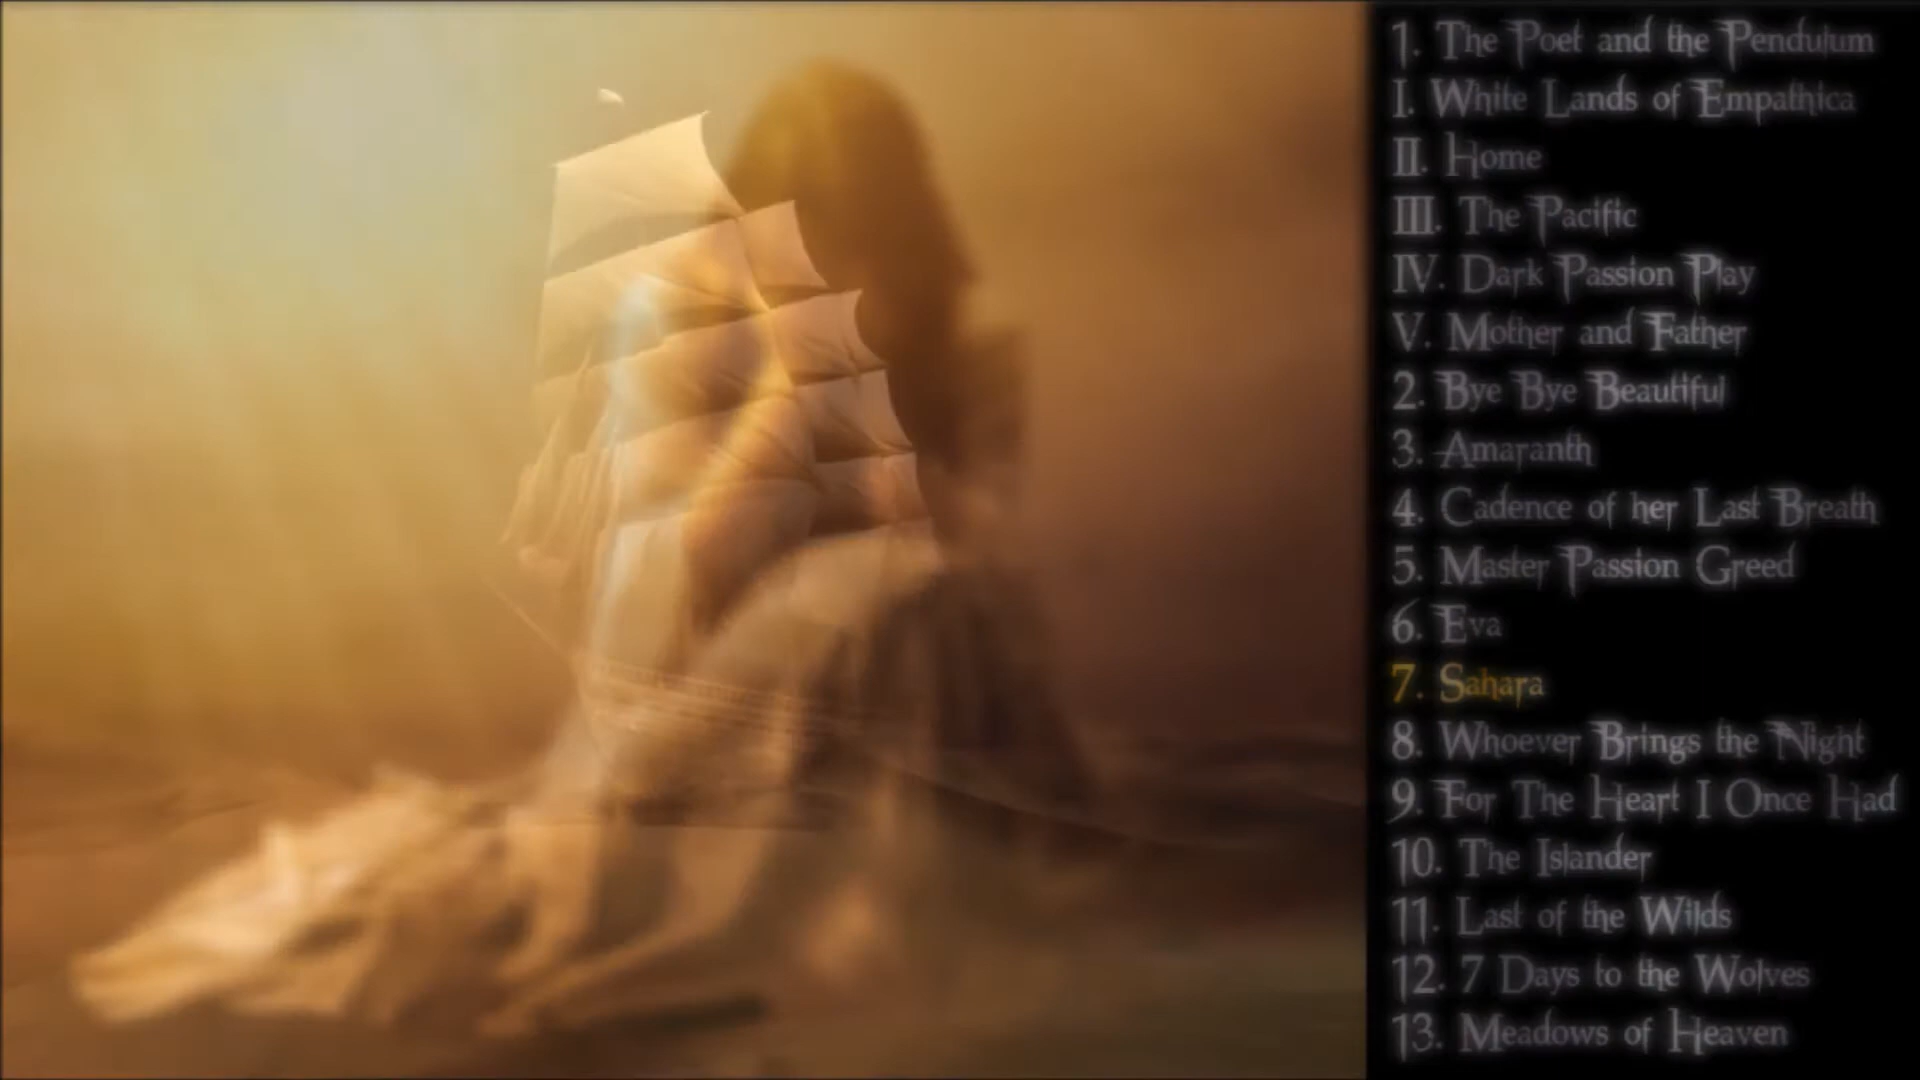 1. The Poet and the Pendulum
I. White Lands of Empathica
II. Home
III. The Pacific
IV. Dark Passion Play
V. Mother and Father
2. Bye Bye Beautiful
3. Amaranth
4. Cadence of her Last Breath
5. Master Passion Greed
6. Eva
7. Sahara
8. Whoever Brings the Night
9. For The Heart I Once Had
10. The Islander
11. Last of the Wilds
12. 7 Days to the Wolves
13. Meadows of Heaven